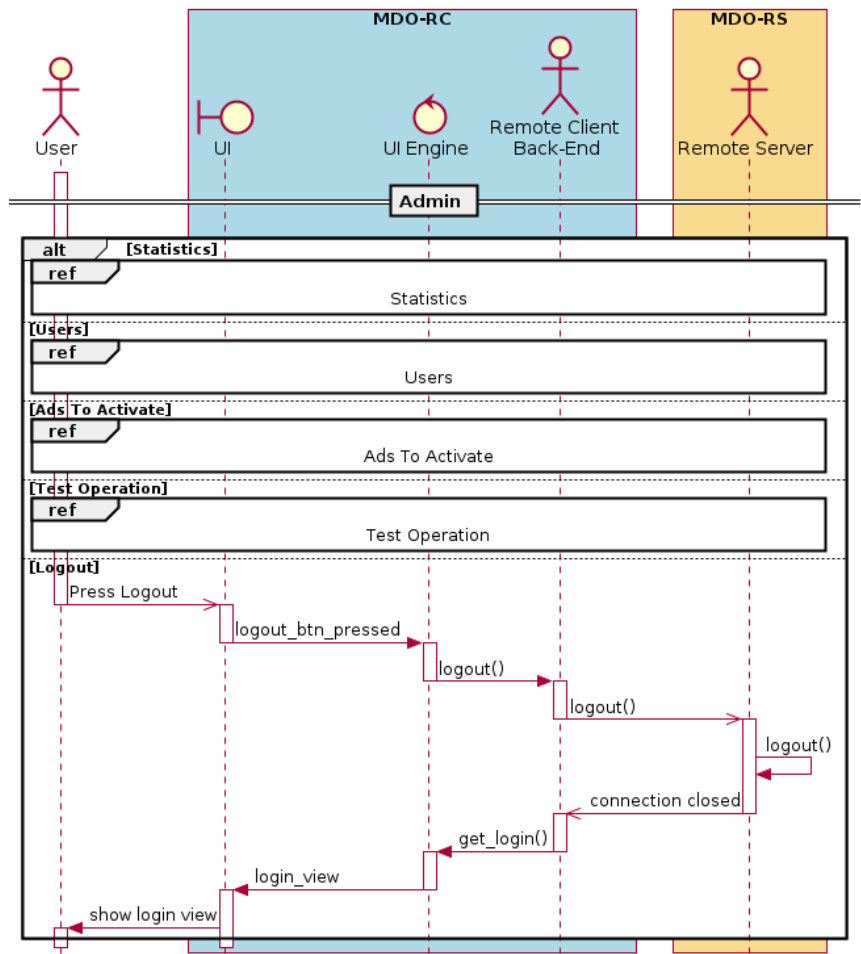 MDO-RC
MDO-RS
User
UI
UI Engine
Remote Client
Back-End
Remote Server
Admin
alt
[Statistics]
ref
Statistics
[Users]
ref
Users
[Ads To Activate]
ref
Ads To Activate
[Test Operation]
ref
Test Operation
[Logout]
Press Logout
logout_btn_pressed
logout()
logout()
logout()
connection closed
get_login()
login_view
show login view